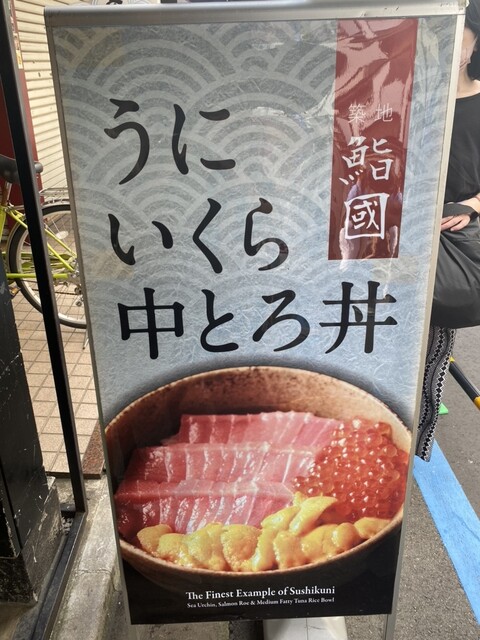 築地
鮨國
うに
いくら
中とろ丼
The Finest Example of Sushikuni
Sea Urchin, Salmon Roe & Medium Fatty Tuna Rice Bowl